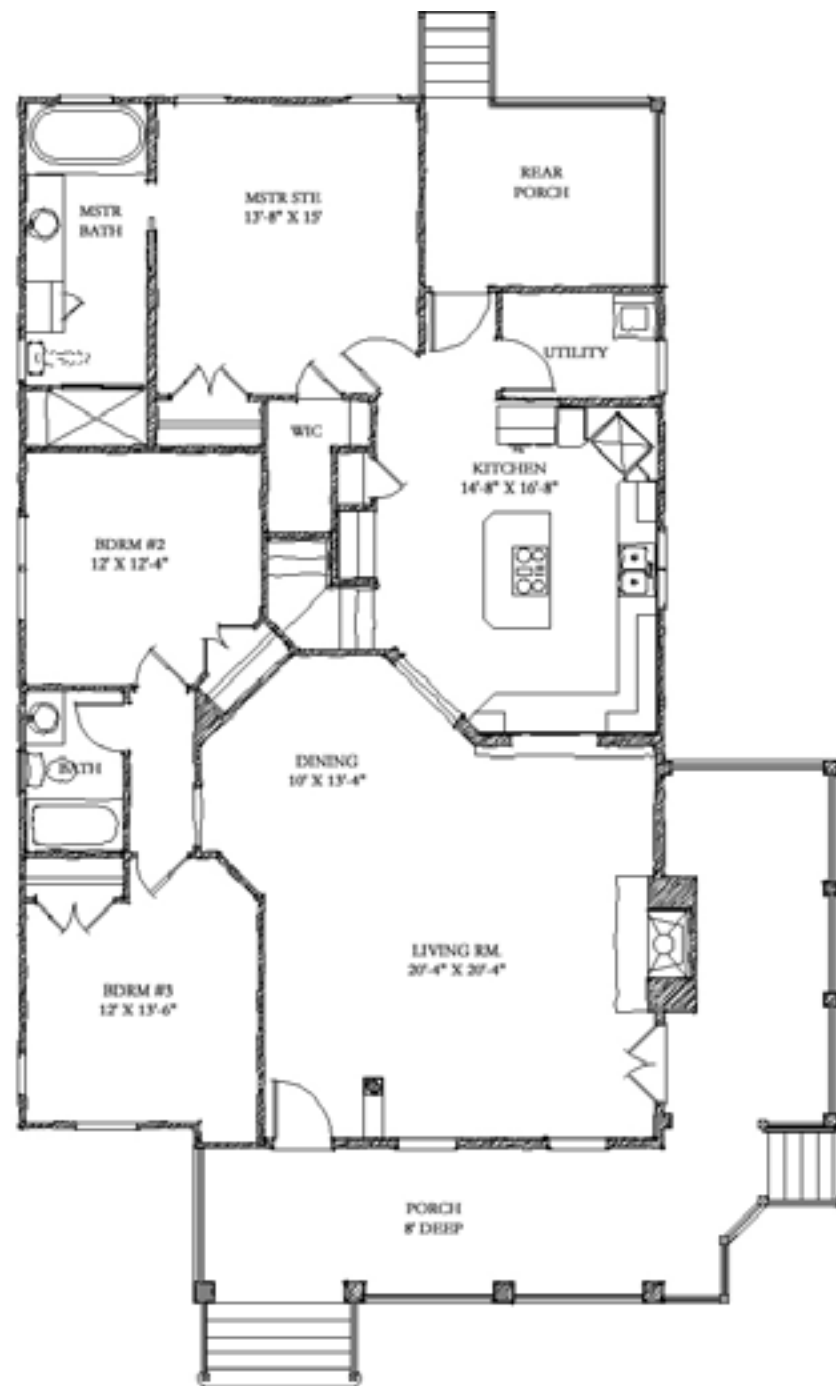 REAR
PORCH
MSTR STE
13'-8" X 15'
MSTR
BATH
UTILITY
WIC
KITCHEN
14'-8" X 16'-8"
BDRM #2
12' X 12'-4"
DINING
10' X 13'-4"
BATH
LIVING RM.
20'-4" X 20'-4"
BDRM #3
12' X 13'-6"
PORCH
8' DEEP